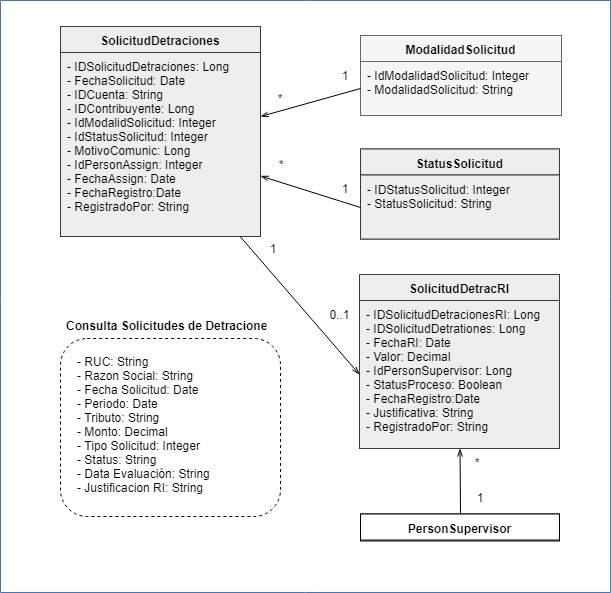 SolicitudDetraciones
- IDSolicitudDetraciones: Long
- FechaSolicitud: Date
- IDCuenta: String
- IDContribuyente: Long
- IdModalidSolicitud: Integer
- IdStatusSolicitud: Integer
- MotivoComunic: Long
- IdPersonAssign: Integer
- FechaAssign: Date
- FechaRegistro:Date
- RegistradoPor: String
ModalidadSolicitud
- IdModalidadSolicitud: Integer
- ModalidadSolicitud: String
1
*
StatusSolicitud
- IDStatusSolicitud: Integer
- StatusSolicitud: String
*
1
1
0..1
SolicitudDetracRI
- IDSolicitudDetracionesRI: Long
- IDSolicitudDetrationes: Long
- FechaRI: Date
- Valor: Decimal
- IdPersonSupervisor: Long
- StatusProceso: Boolean
- FechaRegistro:Date
- Justificativa: String
- RegistradoPor: String
*
1
PersonSupervisor
Consulta Solicitudes de Detracione
- RUC: String
- Razon Social: String
- Fecha Solicitud: Date
- Periodo: Date
- Tributo: String
- Monto: Decimal
- Tipo Solicitud: Integer
- Status: String
- Data Evaluación: String
- Justificacion RI: String